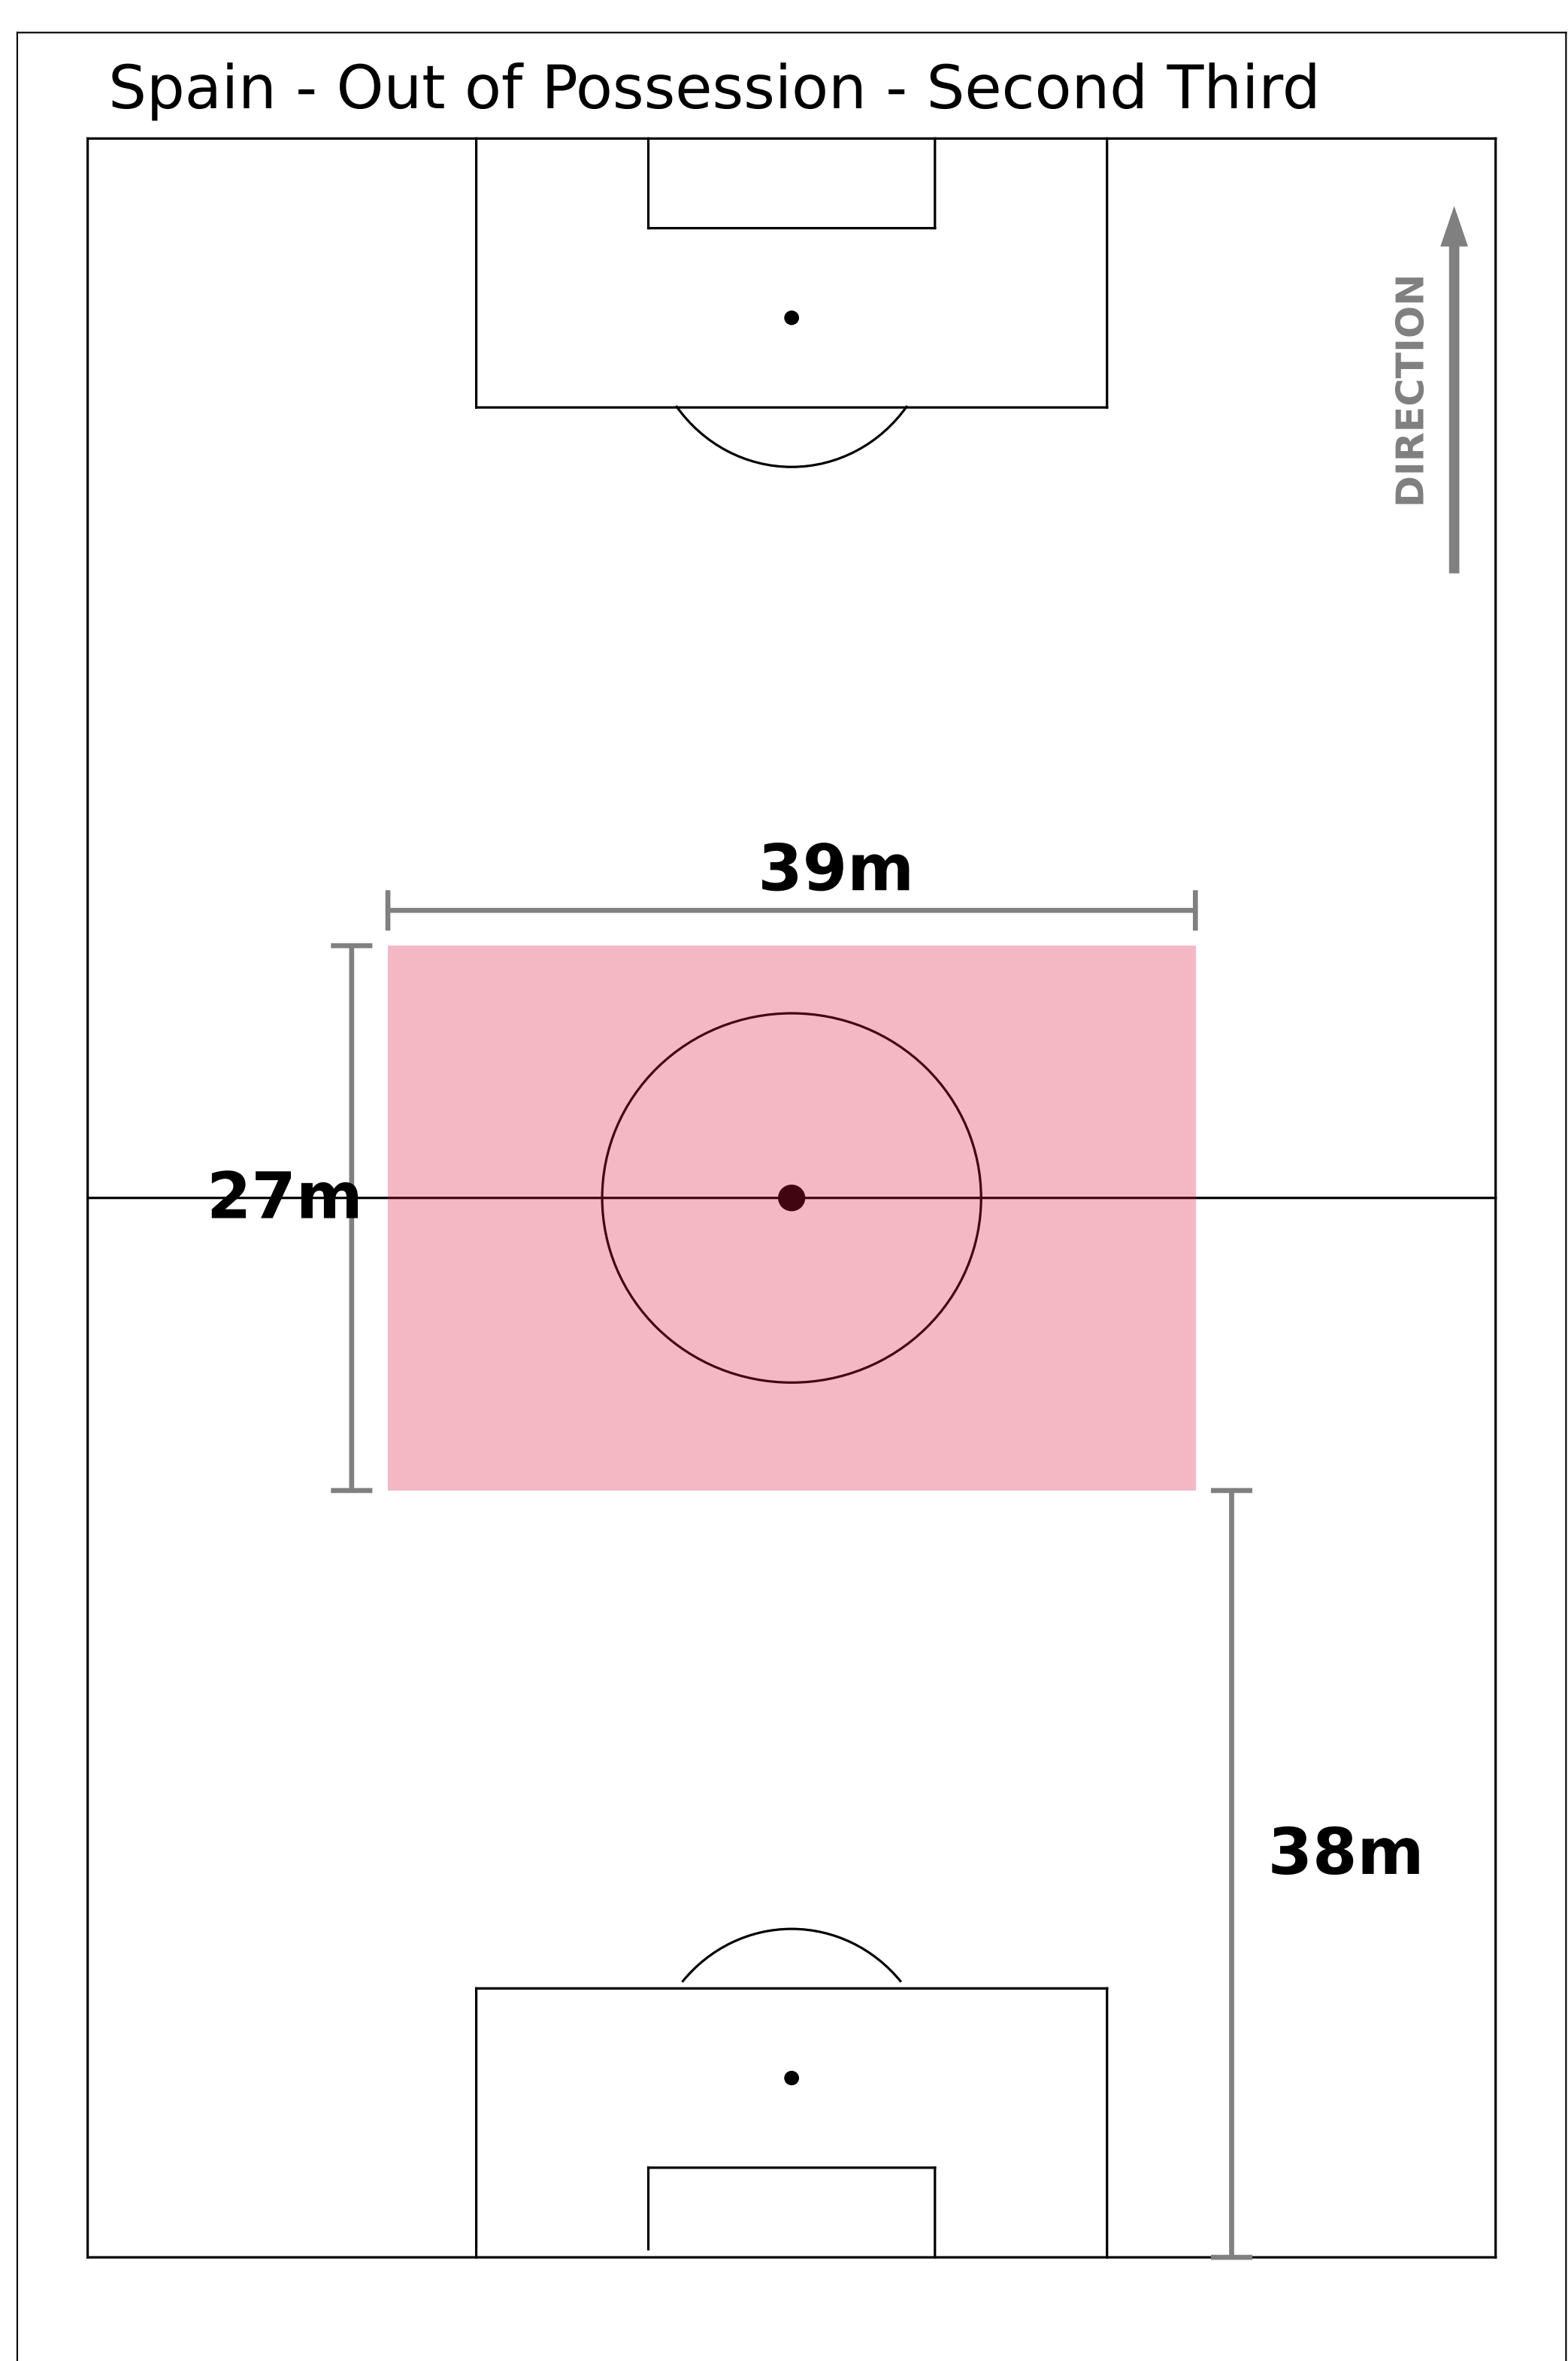 Spain - Out of Possession - Second Third
DIRECTION
39m
27m
38m